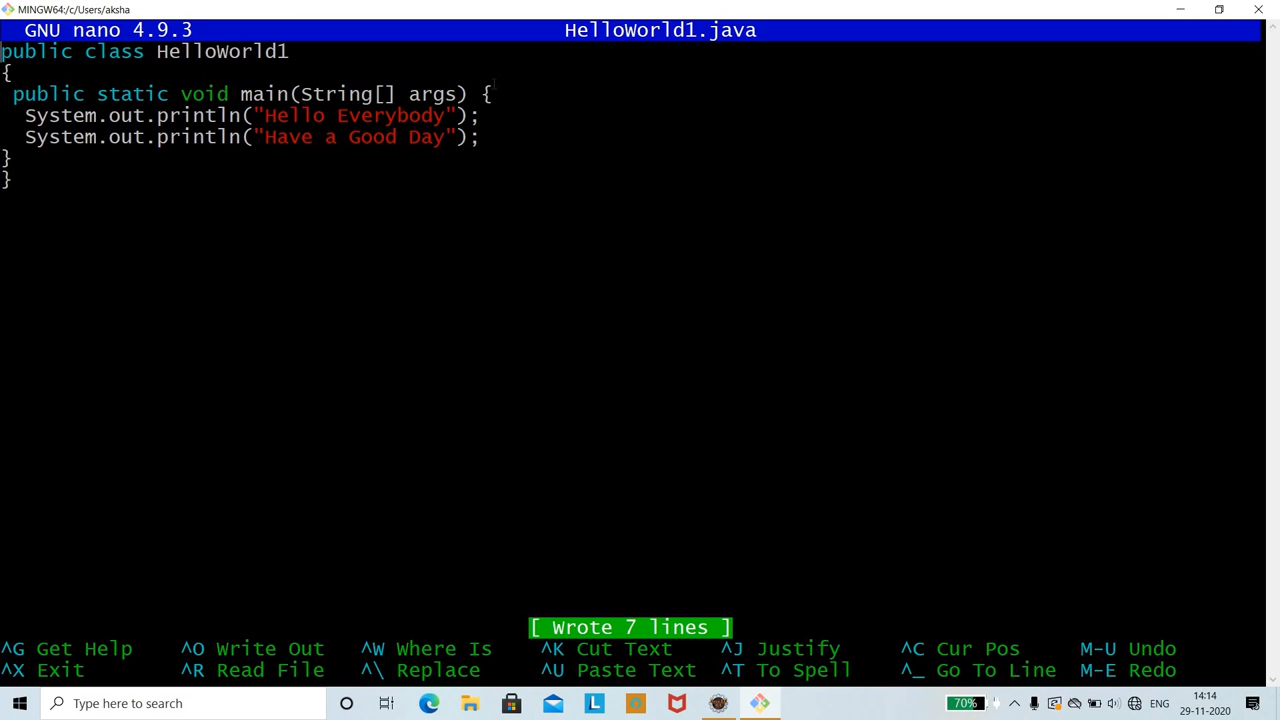 MINGW64:/c/Users/aksha
GNU nano 4.9.3 HelloWorld1.java
public class HelloWorld1
{
public static void main(String[] args) {
System.out.println("Hello Everybody");
System.out.println("Have a Good Day");
}
}
[ Wrote 7 lines ]
^G Get Help ^O Write Out ^W Where Is ^K Cut Text ^J Justify ^C Cur Pos M-U Undo
^X Exit ^R Read File ^\ Replace ^U Paste Text ^T To Spell ^_ Go To Line M-E Redo
Type here to search L 70% ENG 14:14
29-11-2020